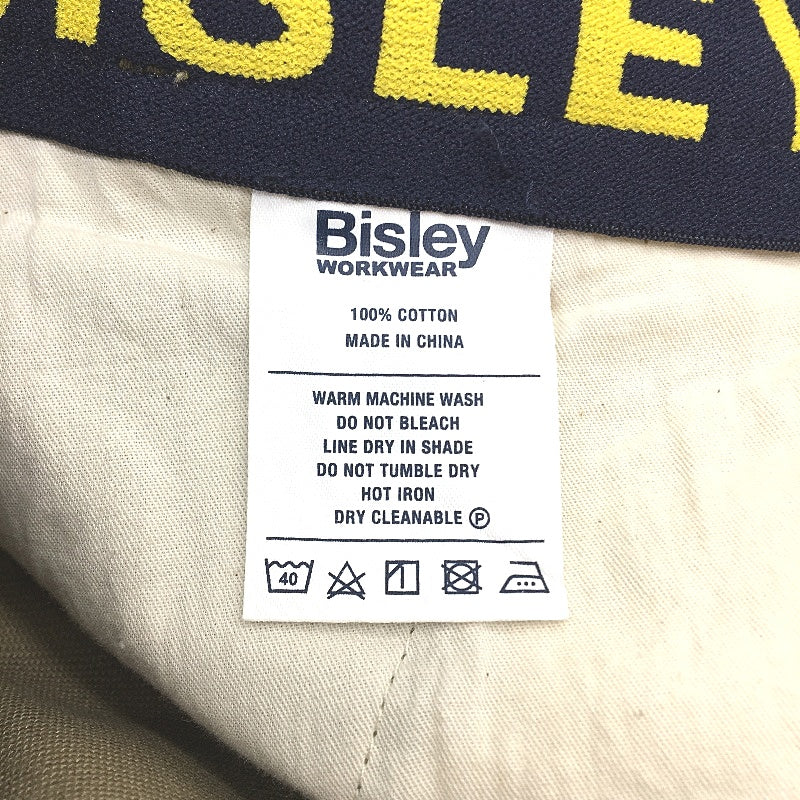 ISLEY
Bisley
WORKWEAR
100% COTTON
MADE IN CHINA
WARM MACHINE WASH
DO NOT BLEACH
LINE DRY IN SHADE
DO NOT TUMBLE DRY
HOT IRON
DRY CLEANABLE Ⓟ
40